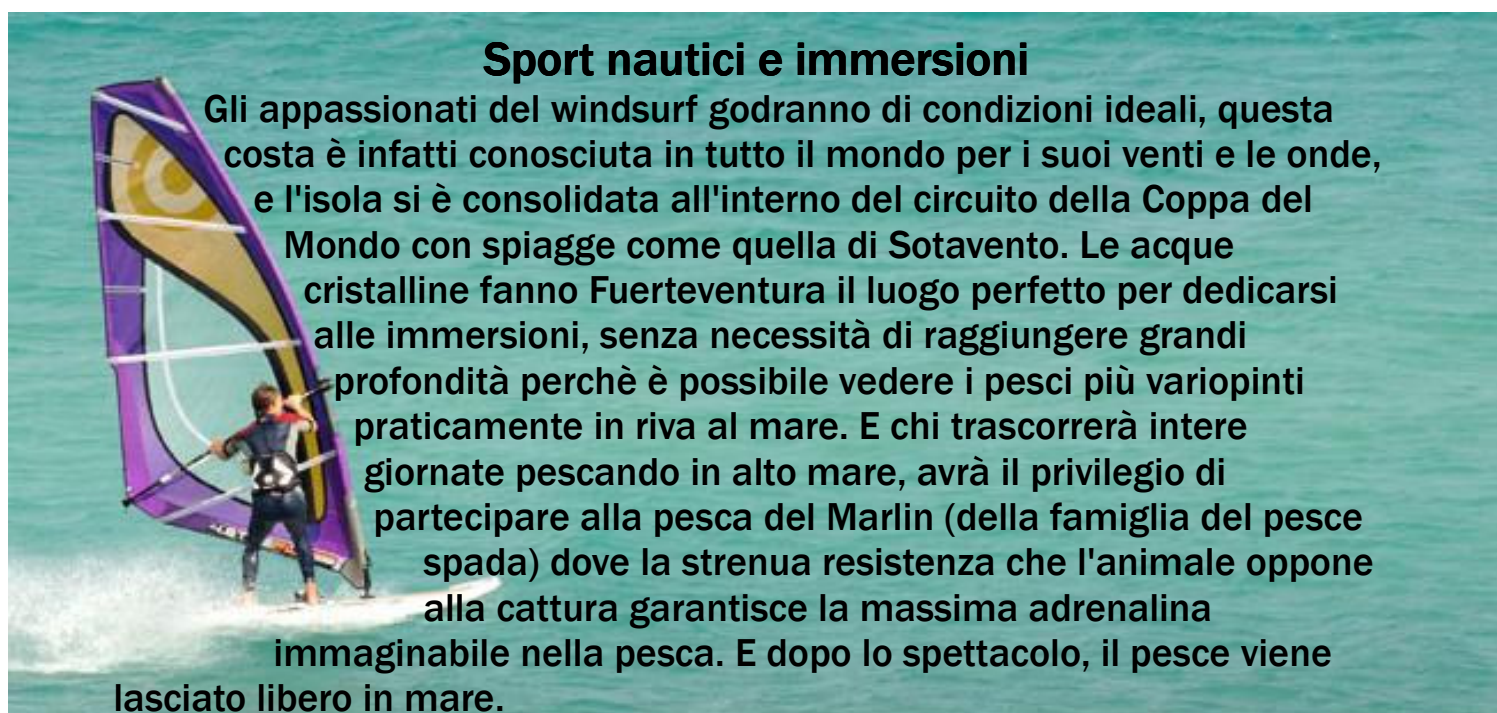 Sport nautici e immersioni
Gli appassionati del windsurf godranno di condizioni ideali, questa
costa è infatti conosciuta in tutto il mondo per i suoi venti e le onde,
e l'isola si è consolidata all'interno del circuito della Coppa del
Mondo con spiagge come quella di Sotavento. Le acque
cristalline fanno Fuerteventura il luogo perfetto per dedicarsi
alle immersioni, senza necessità di raggiungere grandi
profondità perchè è possibile vedere i pesci più variopinti
praticamente in riva al mare. E chi trascorrerà intere
giornate pescando in alto mare, avrà il privilegio di
partecipare alla pesca del Marlin (della famiglia del pesce
spada) dove la strenua resistenza che l'animale oppone
alla cattura garantisce la massima adrenalina
immaginabile nella pesca. E dopo lo spettacolo, il pesce viene
lasciato libero in mare.